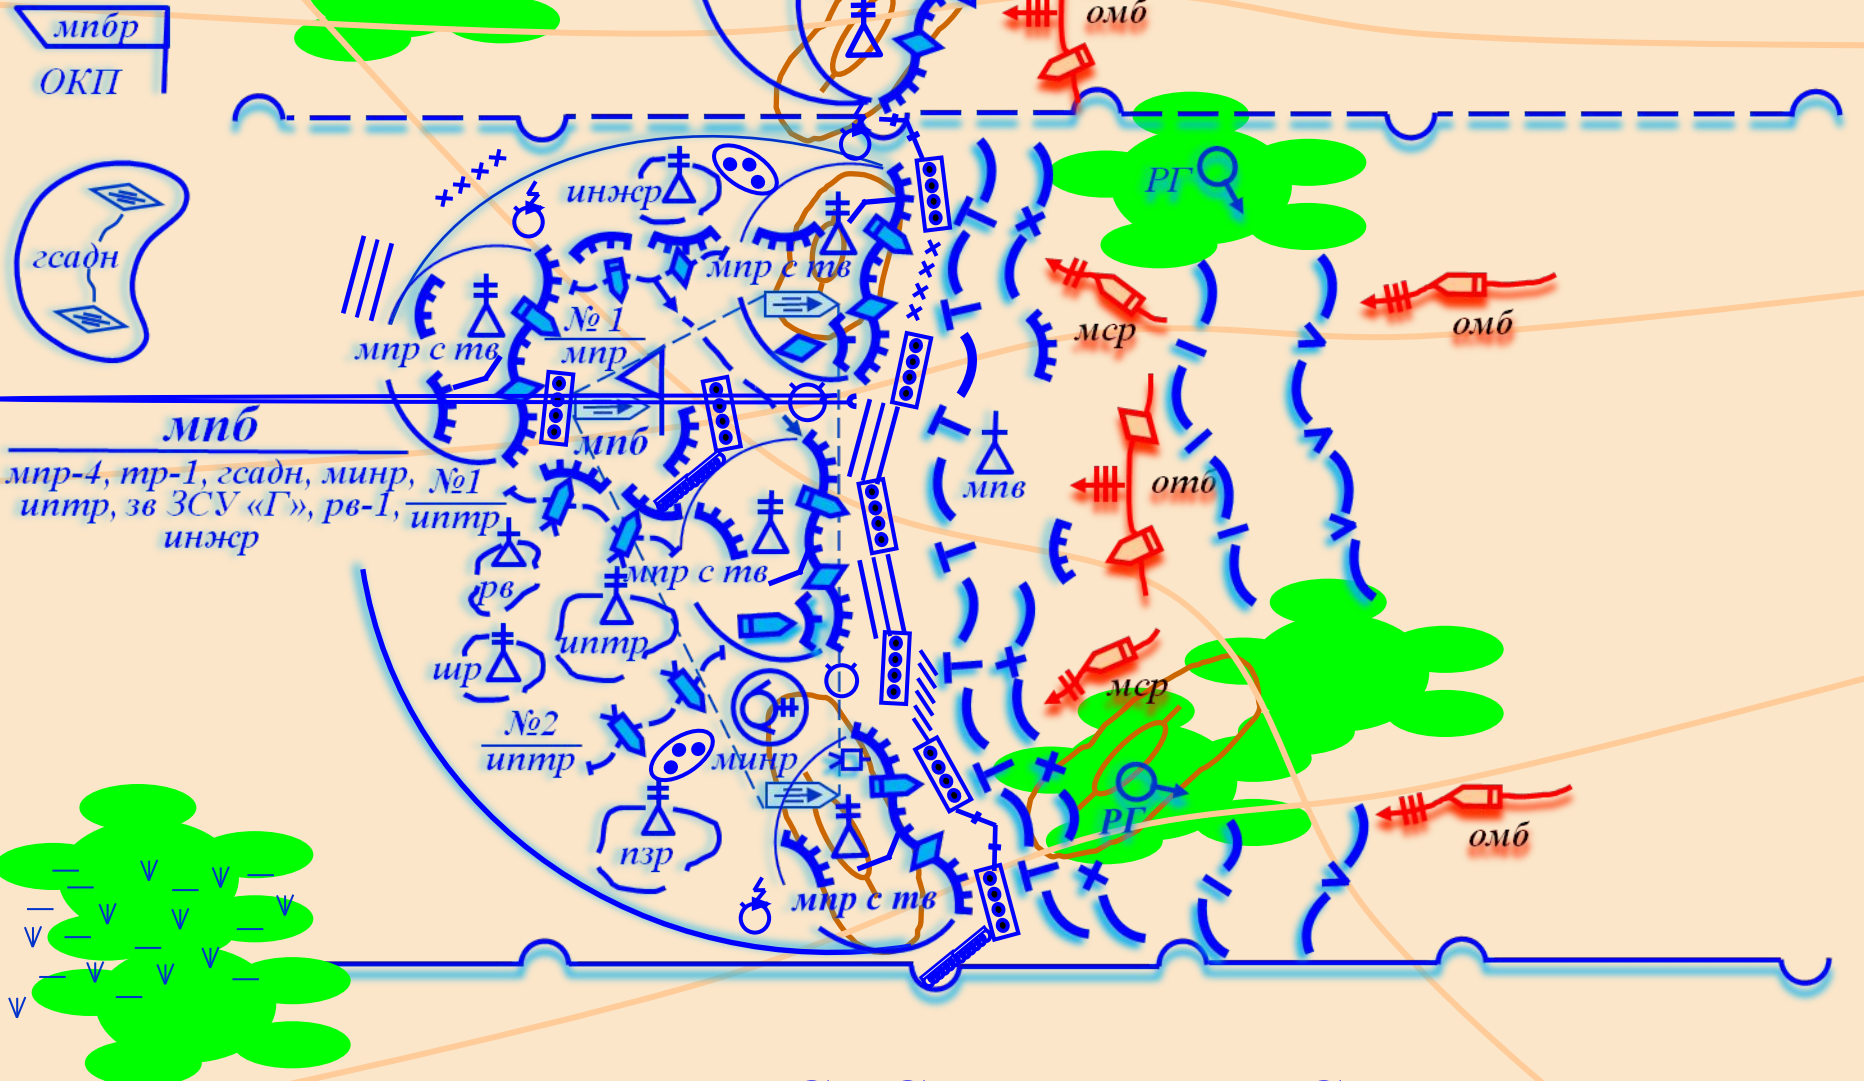 мпбр
ОКП
омб
РГ
инжр
гсадн
мпр с тв
№ 1
мпр
мср
омб
мпр с тв
мпб
мпб
мпр-4, тр-1, гсадн, минр,
иптр, зв ЗСУ «Г», рв-1,
№1
иптр
инжр
мпв
отб
рв
мпр с тв
иптр
шр
мср
№2
иптр
минр
РГ
омб
пзр
мпр с тв